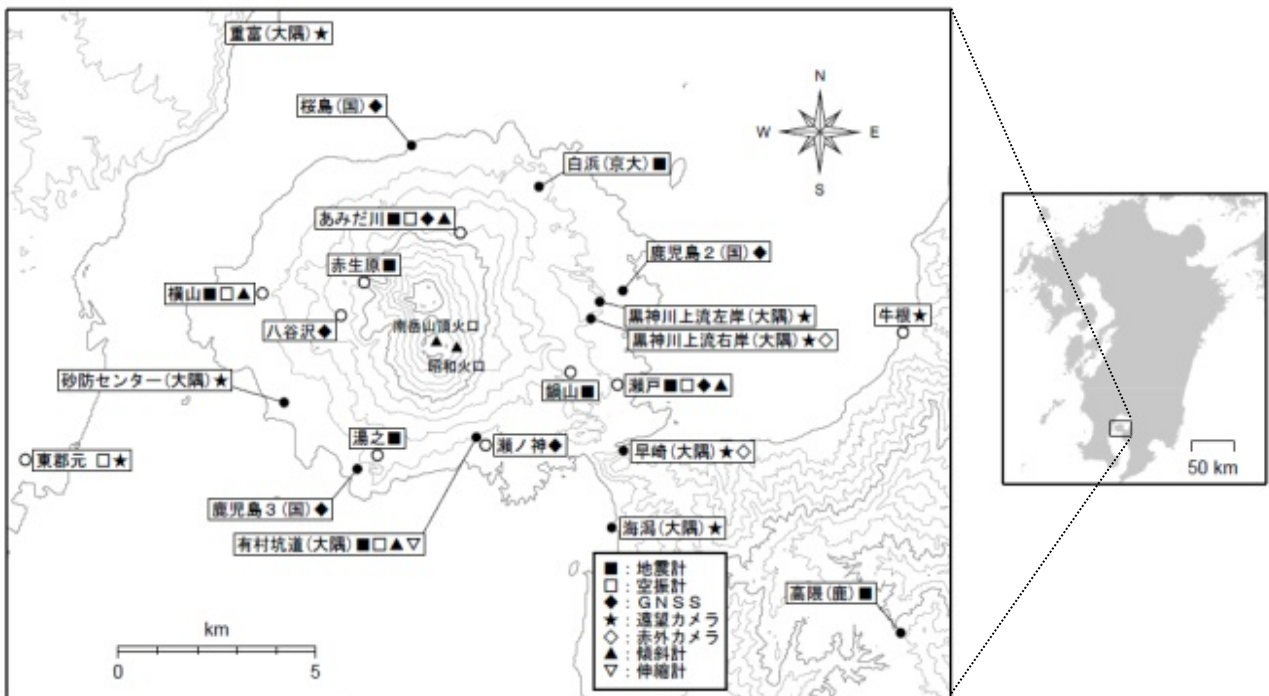 重富(大隅)★
桜島(国)◆
N
W
E
S
白浜(京大)■
あみだ川■□◆▲
鹿児島2(国)◆
赤生原■
横山■□▲
黒神川上流左岸(大隅)★
牛根★
八谷沢◆
南岳山頂火口
黒神川上流右岸(大隅)★◇
昭和火口
砂防センター(大隅)★
鍋山■
瀬戸■□◆▲
湯之■
瀬ノ神◆
早崎(大隅)★◇
東郡元 □★
50 km
鹿児島3(国)◆
海潟(大隅)★
有村坑道(大隅)■□▲▽
■:地震計
□:空振計
◆:GNSS
★:遠望カメラ
◇:赤外カメラ
▲:傾斜計
▽:伸縮計
高隈(鹿)■
km
0
5